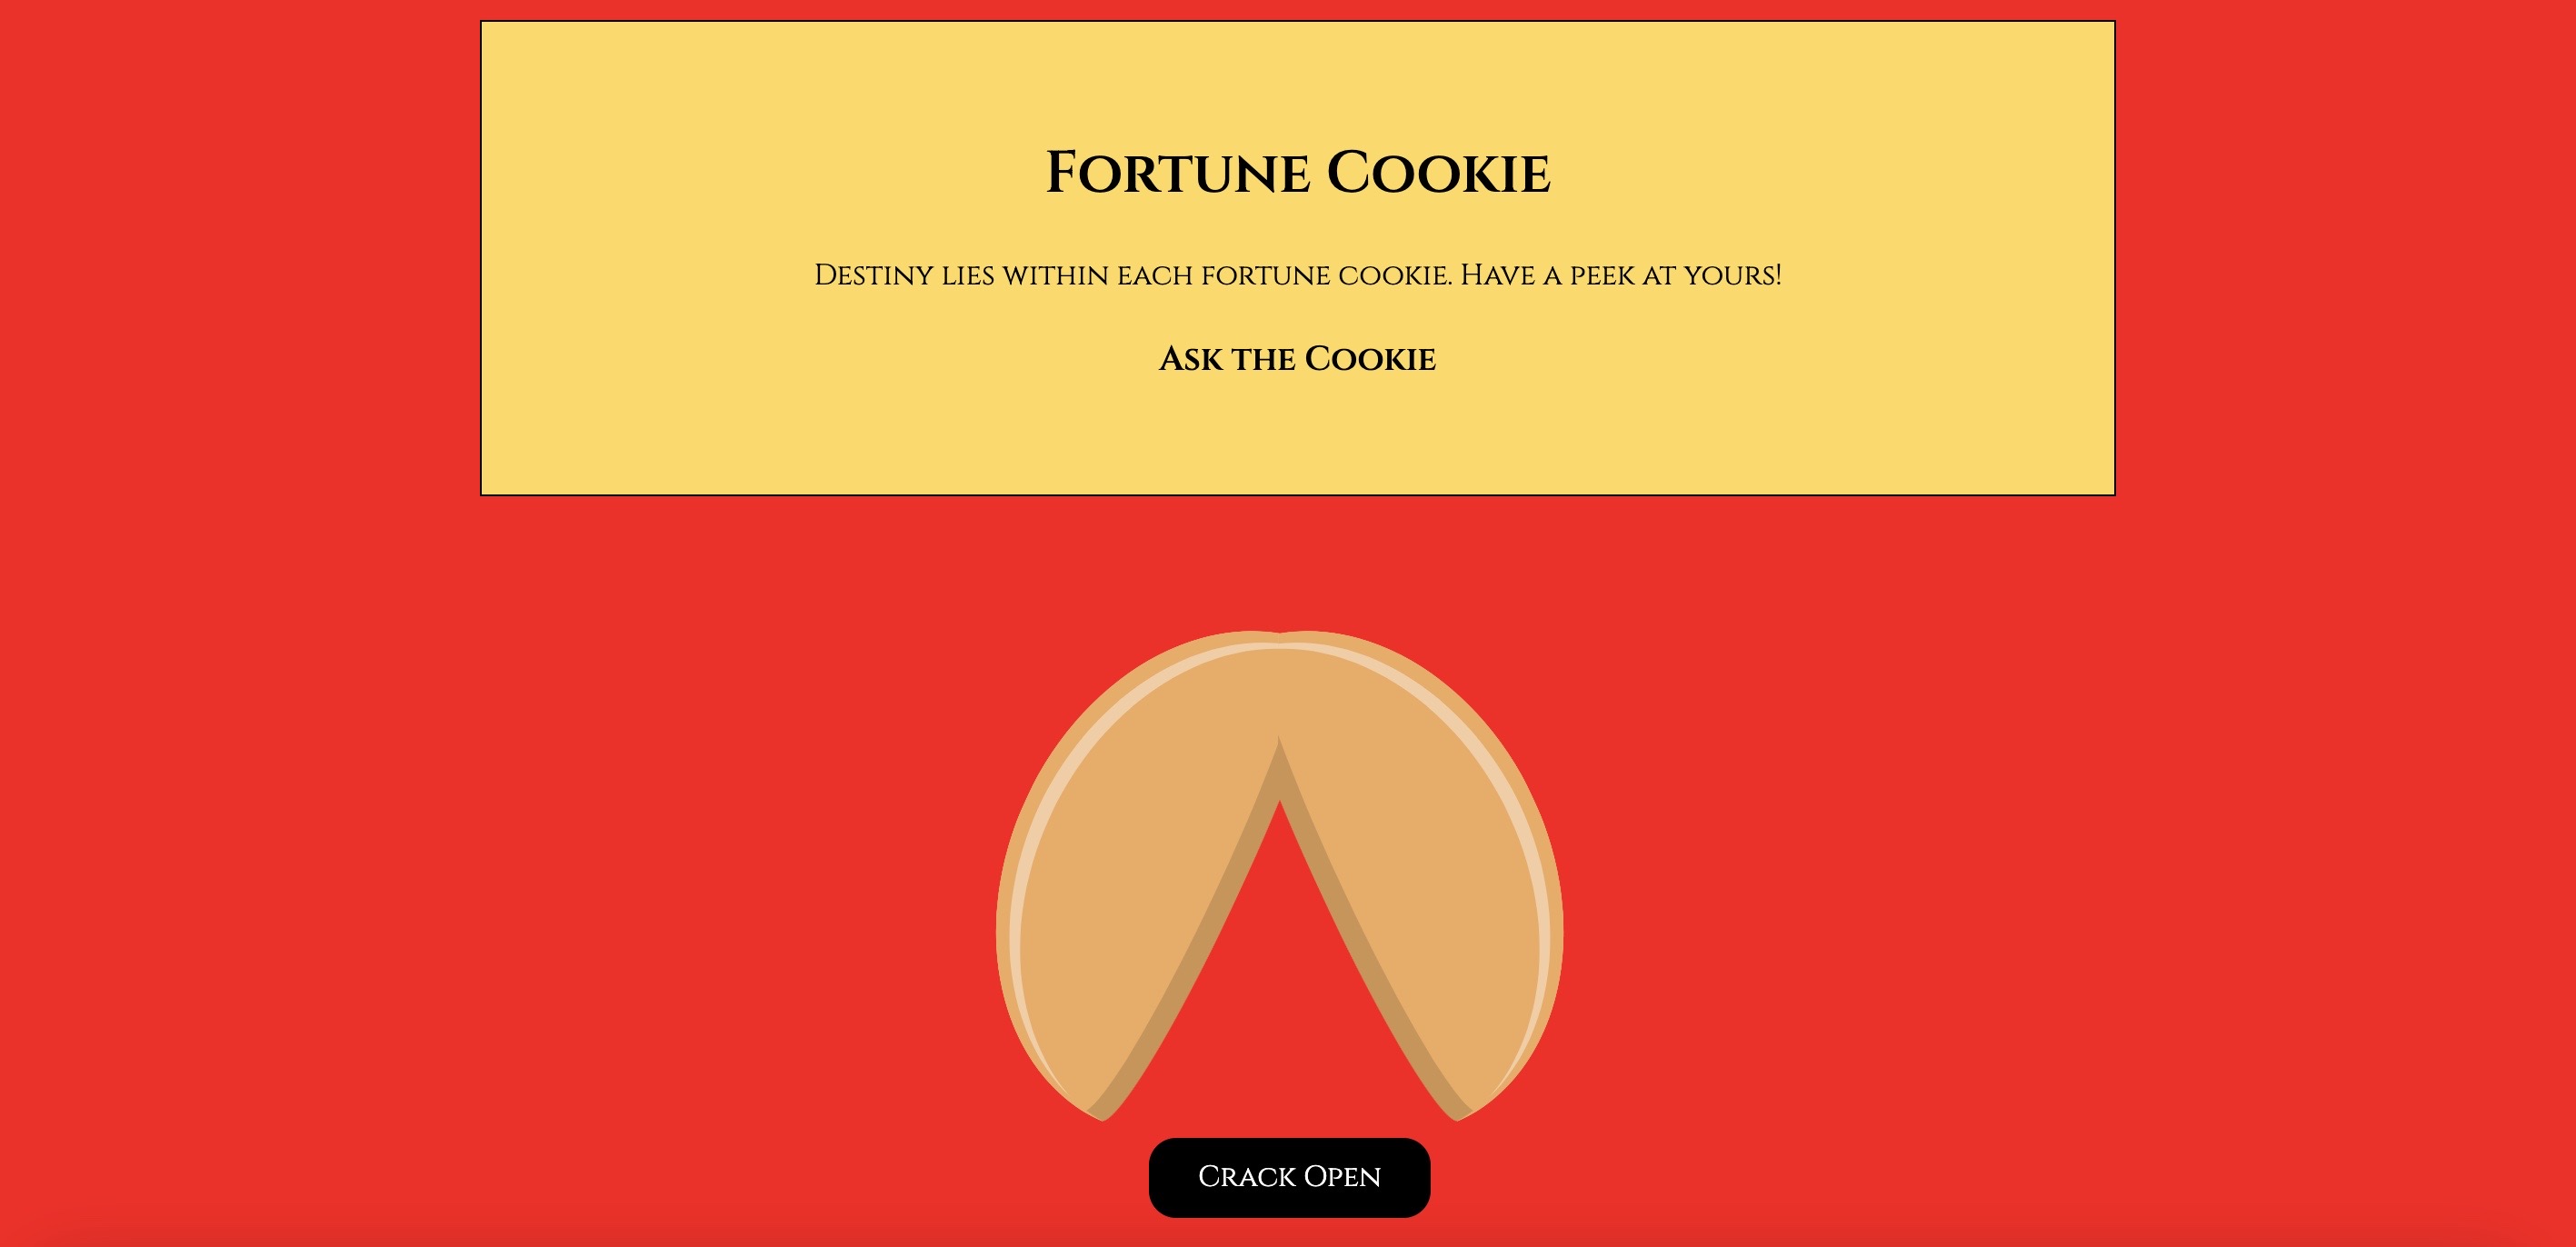 Fortune Cookie
Destiny lies within each fortune cookie. Have a peek at yours!
Ask the Cookie
Crack Open